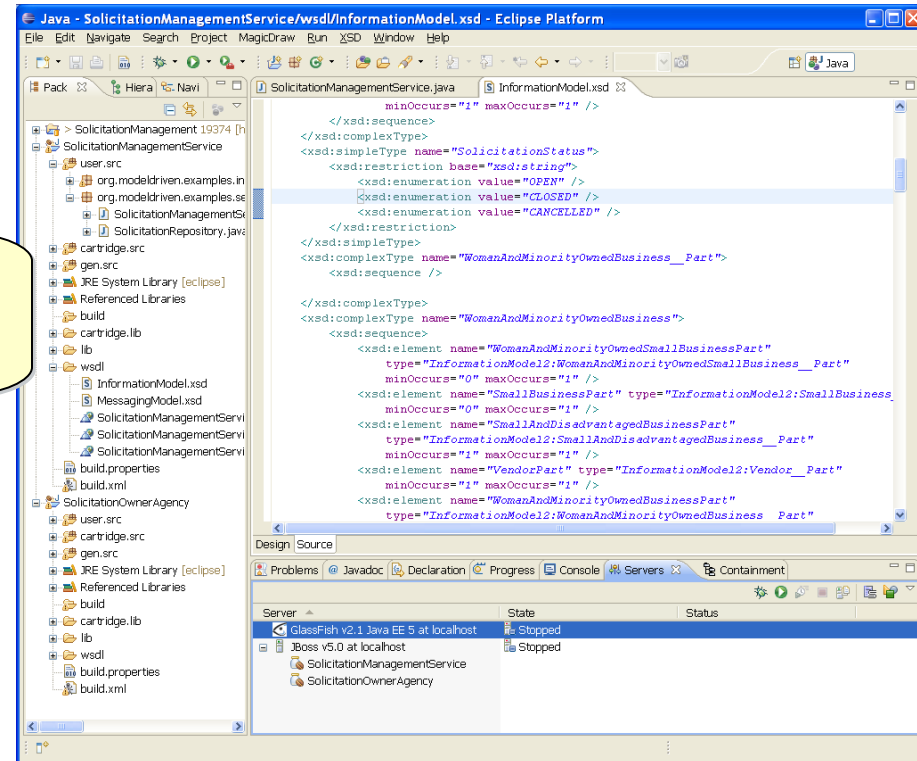 Java - SolicitationManagementService/wsdl/InformationModel.xsd - Eclipse Platform
File Edit Navigate Search Project MagicDraw Run XSD Window Help
Java
Pack Hiera Navi
> SolicitationManagement 19374 [h
SolicitationManagementService
user.src
org.modeldriven.examples.in
org.modeldriven.examples.se
SolicitationManagementSe
SolicitationRepository.java
cartridge.src
gen.src
JRE System Library [eclipse]
Referenced Libraries
build
cartridge.lib
lib
wsdl
InformationModel.xsd
MessagingModel.xsd
SolicitationManagementServi
SolicitationManagementServi
SolicitationManagementServi
build.properties
build.xml
SolicitationOwnerAgency
user.src
cartridge.src
gen.src
JRE System Library [eclipse]
Referenced Libraries
build
cartridge.lib
lib
wsdl
build.properties
build.xml
SolicitationManagementService.java InformationModel.xsd
minOccurs="1" maxOccurs="1" />
</xsd:sequence>
</xsd:complexType>
<xsd:simpleType name="SolicitationStatus">
<xsd:restriction base="xsd:string">
<xsd:enumeration value="OPEN" />
<xsd:enumeration value="CLOSED" />
<xsd:enumeration value="CANCELLED" />
</xsd:restriction>
</xsd:simpleType>
<xsd:complexType name="WomanAndMinorityOwnedBusiness__Part">
<xsd:sequence />
</xsd:complexType>
<xsd:complexType name="WomanAndMinorityOwnedBusiness">
<xsd:sequence>
<xsd:element name="WomanAndMinorityOwnedSmallBusinessPart"
type="InformationModel2:WomanAndMinorityOwnedSmallBusiness__Part"
minOccurs="0" maxOccurs="1" />
<xsd:element name="SmallBusinessPart" type="InformationModel2:SmallBusiness_
minOccurs="0" maxOccurs="1" />
<xsd:element name="SmallAndDisadvantagedBusinessPart"
type="InformationModel2:SmallAndDisadvantagedBusiness__Part"
minOccurs="1" maxOccurs="1" />
<xsd:element name="VendorPart" type="InformationModel2:Vendor__Part"
minOccurs="1" maxOccurs="1" />
<xsd:element name="WomanAndMinorityOwnedBusinessPart"
type="InformationModel2:WomanAndMinorityOwnedBusiness__Part"
Design Source
Problems Javadoc Declaration Progress Console Servers Containment
Server State Status
GlassFish v2.1 Java EE 5 at localhost Stopped
JBoss v5.0 at localhost Stopped
SolicitationManagementService
SolicitationOwnerAgency